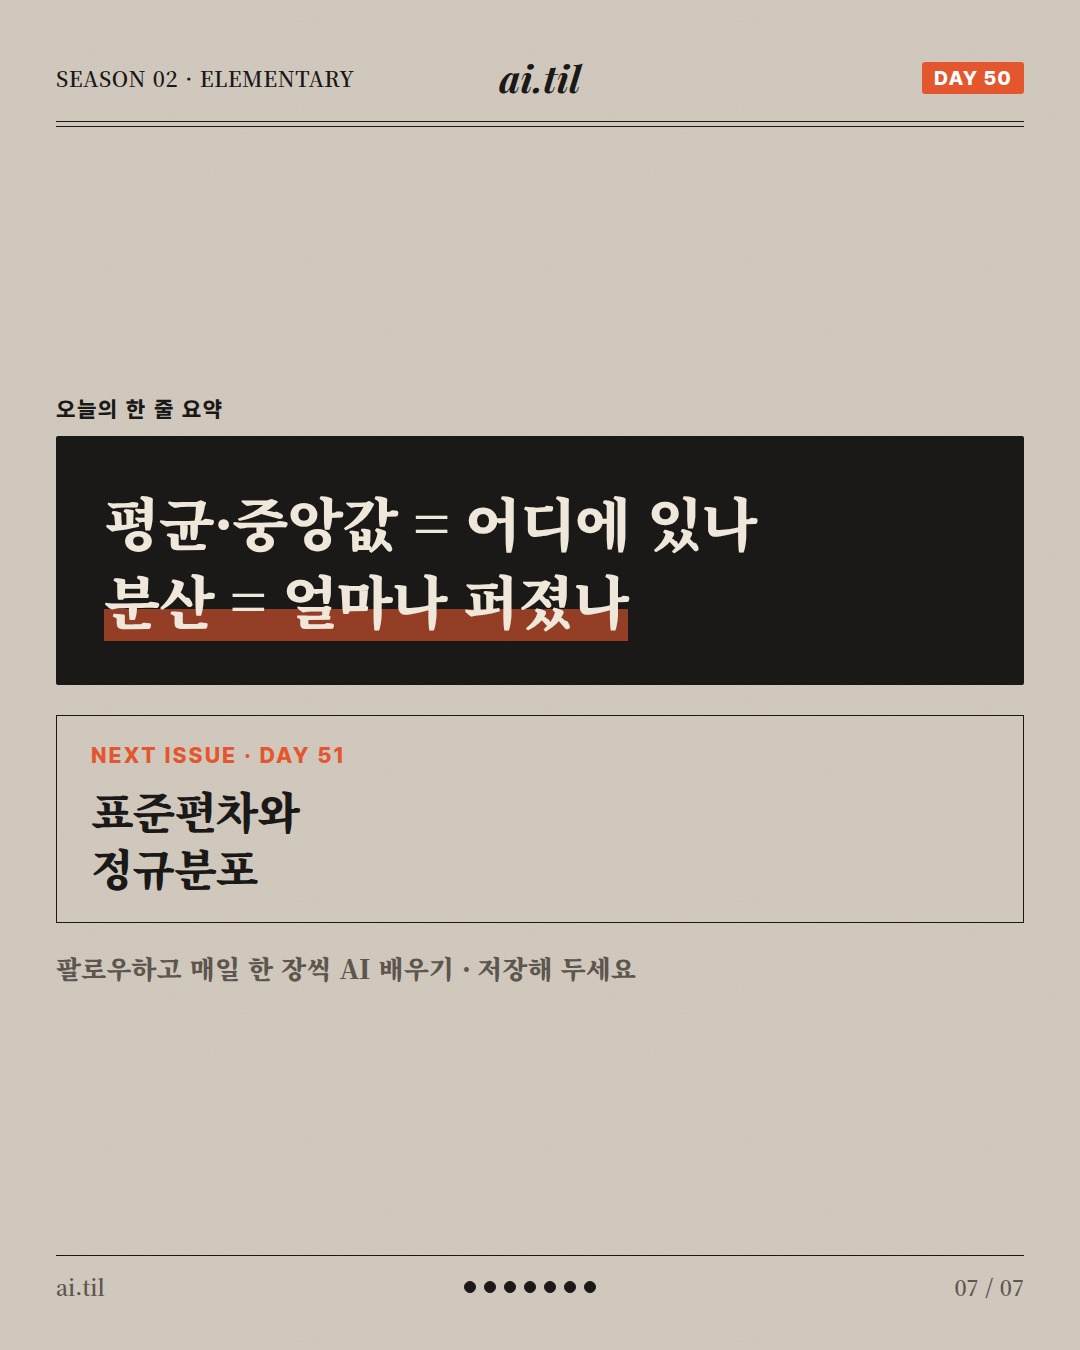 SEASON 02 · ELEMENTARY
ai.til
DAY 50
오늘의 한 줄 요약
평균·중앙값 = 어디에 있나
분산 = 얼마나 퍼졌나
NEXT ISSUE · DAY 51
표준편차와
정규분포
팔로우하고 매일 한 장씩 AI 배우기 · 저장해 두세요
ai.til
07 / 07